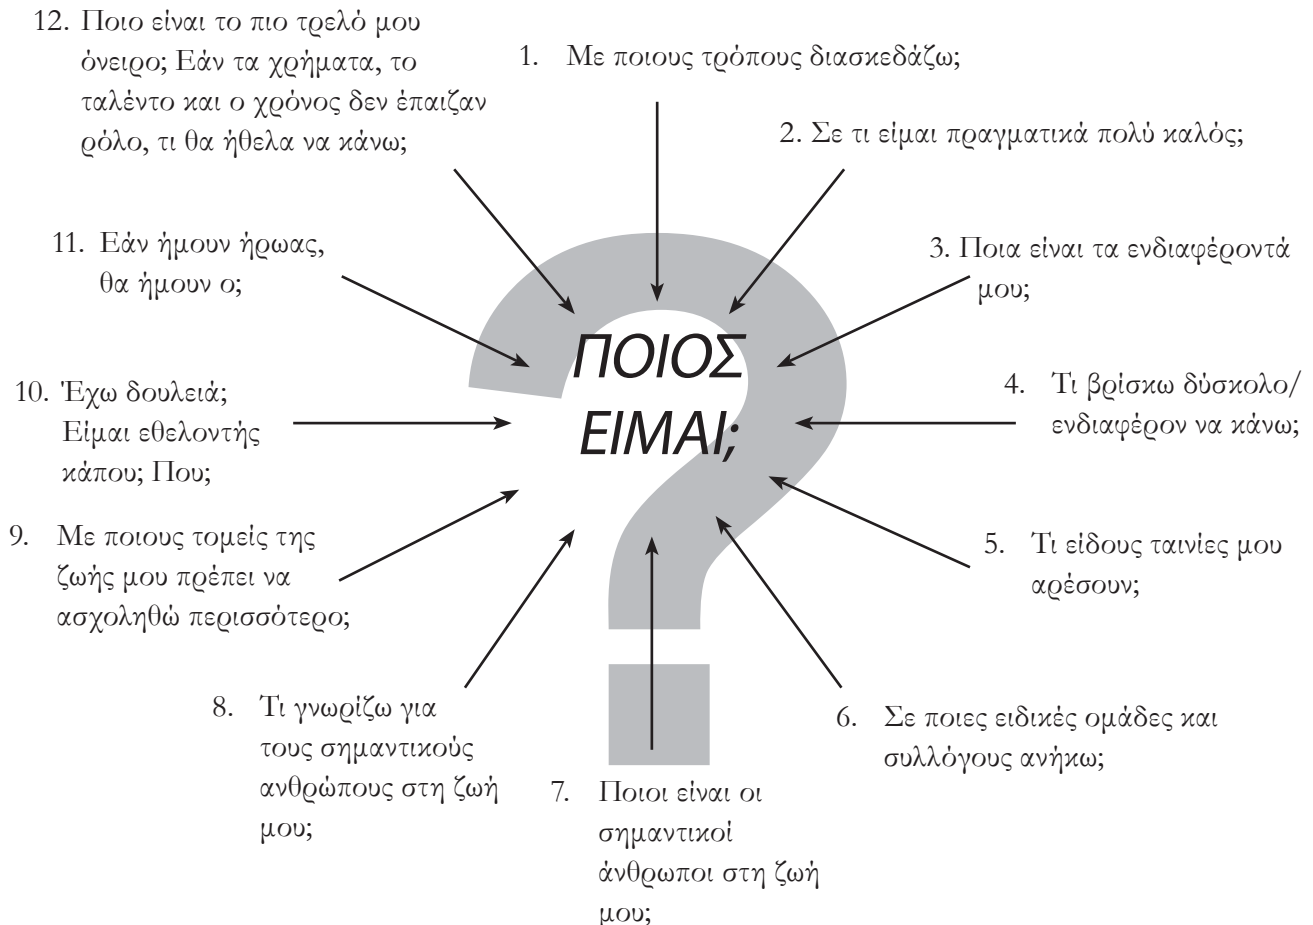 12. Ποιο είναι το πιο τρελό μου
όνειρο; Εάν τα χρήματα, το
ταλέντο και ο χρόνος δεν έπαιζαν
ρόλο, τι θα ήθελα να κάνω;
1. Με ποιους τρόπους διασκεδάζω;
2. Σε τι είμαι πραγματικά πολύ καλός;
3. Ποια είναι τα ενδιαφέροντά
μου;
4. Τι βρίσκω δύσκολο/
ενδιαφέρον να κάνω;
5. Τι είδους ταινίες μου
αρέσουν;
6. Σε ποιες ειδικές ομάδες και
συλλόγους ανήκω;
7. Ποιοι είναι οι
σημαντικοί
άνθρωποι στη ζωή
μου;
8. Τι γνωρίζω για
τους σημαντικούς
ανθρώπους στη ζωή
μου;
9. Με ποιους τομείς της
ζωής μου πρέπει να
ασχοληθώ περισσότερο;
10. Έχω δουλειά;
Είμαι εθελοντής
κάπου; Που;
11. Εάν ήμουν ήρωας,
θα ήμουν ο;
ΠΟΙΟΣ
ΕΙΜΑΙ;